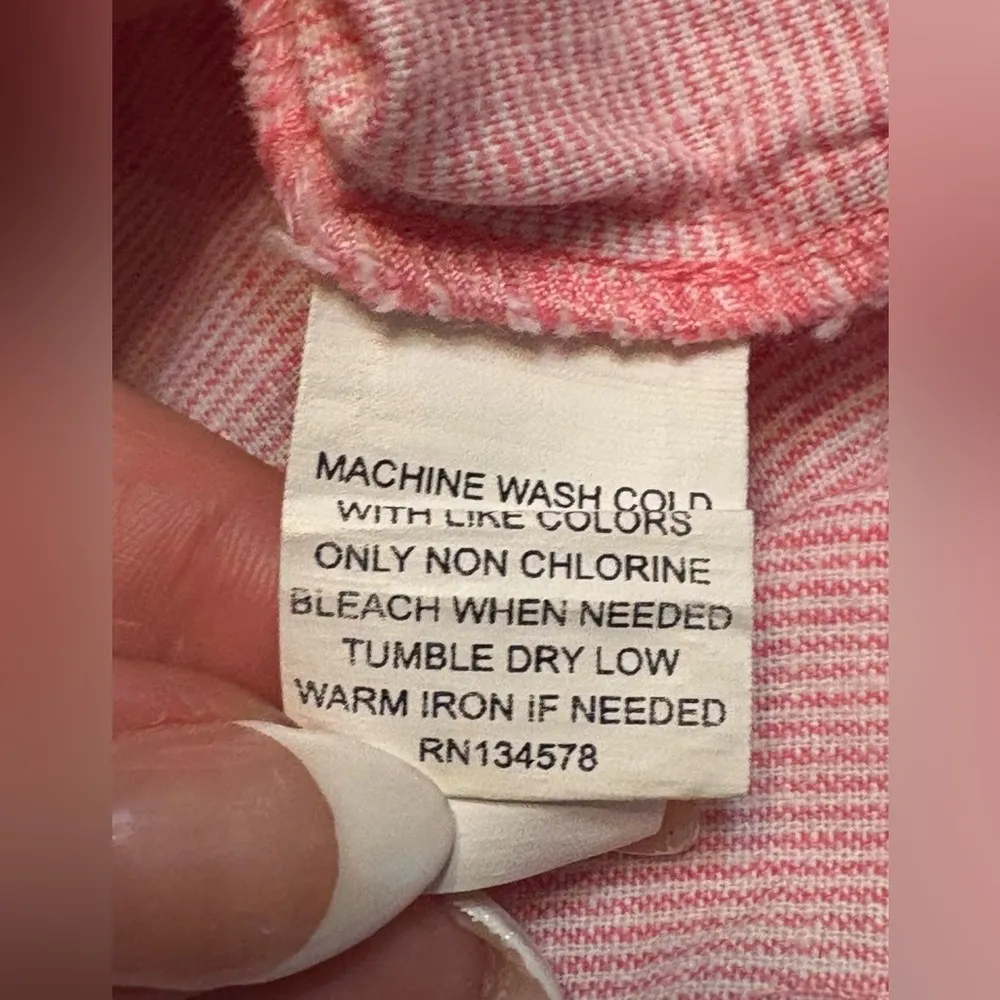 MACHINE WASH COLD
WITH LIKE COLORS
ONLY NON CHLORINE
BLEACH WHEN NEEDED
TUMBLE DRY LOW
WARM IRON IF NEEDED
RN134578